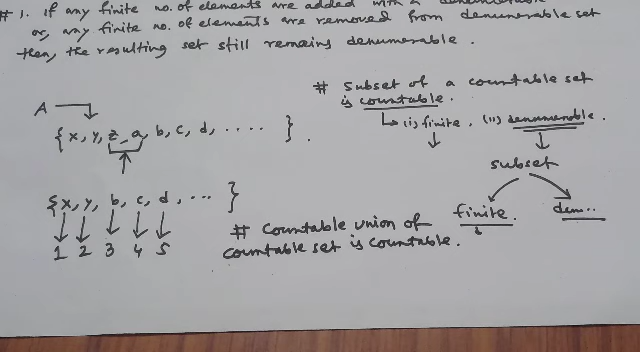 # 1. If any finite no. of elements are added with a denumerable
or, any finite no. of elements are removed from denumerable set
then, the resulting set still remains denumerable.
# Subset of a countable set
is countable.
(i) finite, (ii) denumerable.
subset
finite. den...
A
{x, y, z, a, b, c, d, ....}.
{x, y, b, c, d, ...}
1 2 3 4 5
# Countable union of
countable set is countable.